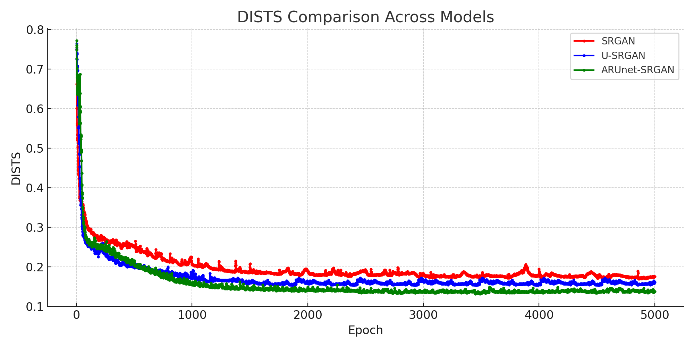 DISTS Comparison Across Models
SRGAN
U-SRGAN
ARUnet-SRGAN
DISTS
0.8
0.7
0.6
0.5
0.4
0.3
0.2
0.1
0 1000 2000 3000 4000 5000
Epoch